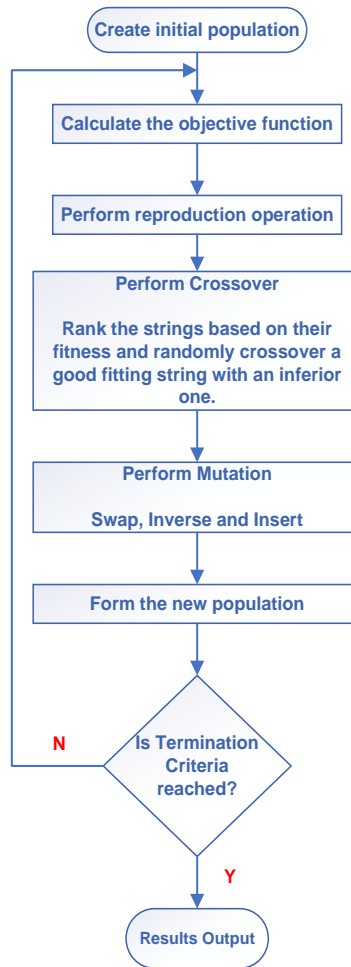 Create initial population
Calculate the objective function
Perform reproduction operation
Perform Crossover
Rank the strings based on their
fitness and randomly crossover a
good fitting string with an inferior
one.
Perform Mutation
Swap, Inverse and Insert
Form the new population
Is Termination
Criteria
reached?
N
Y
Results Output